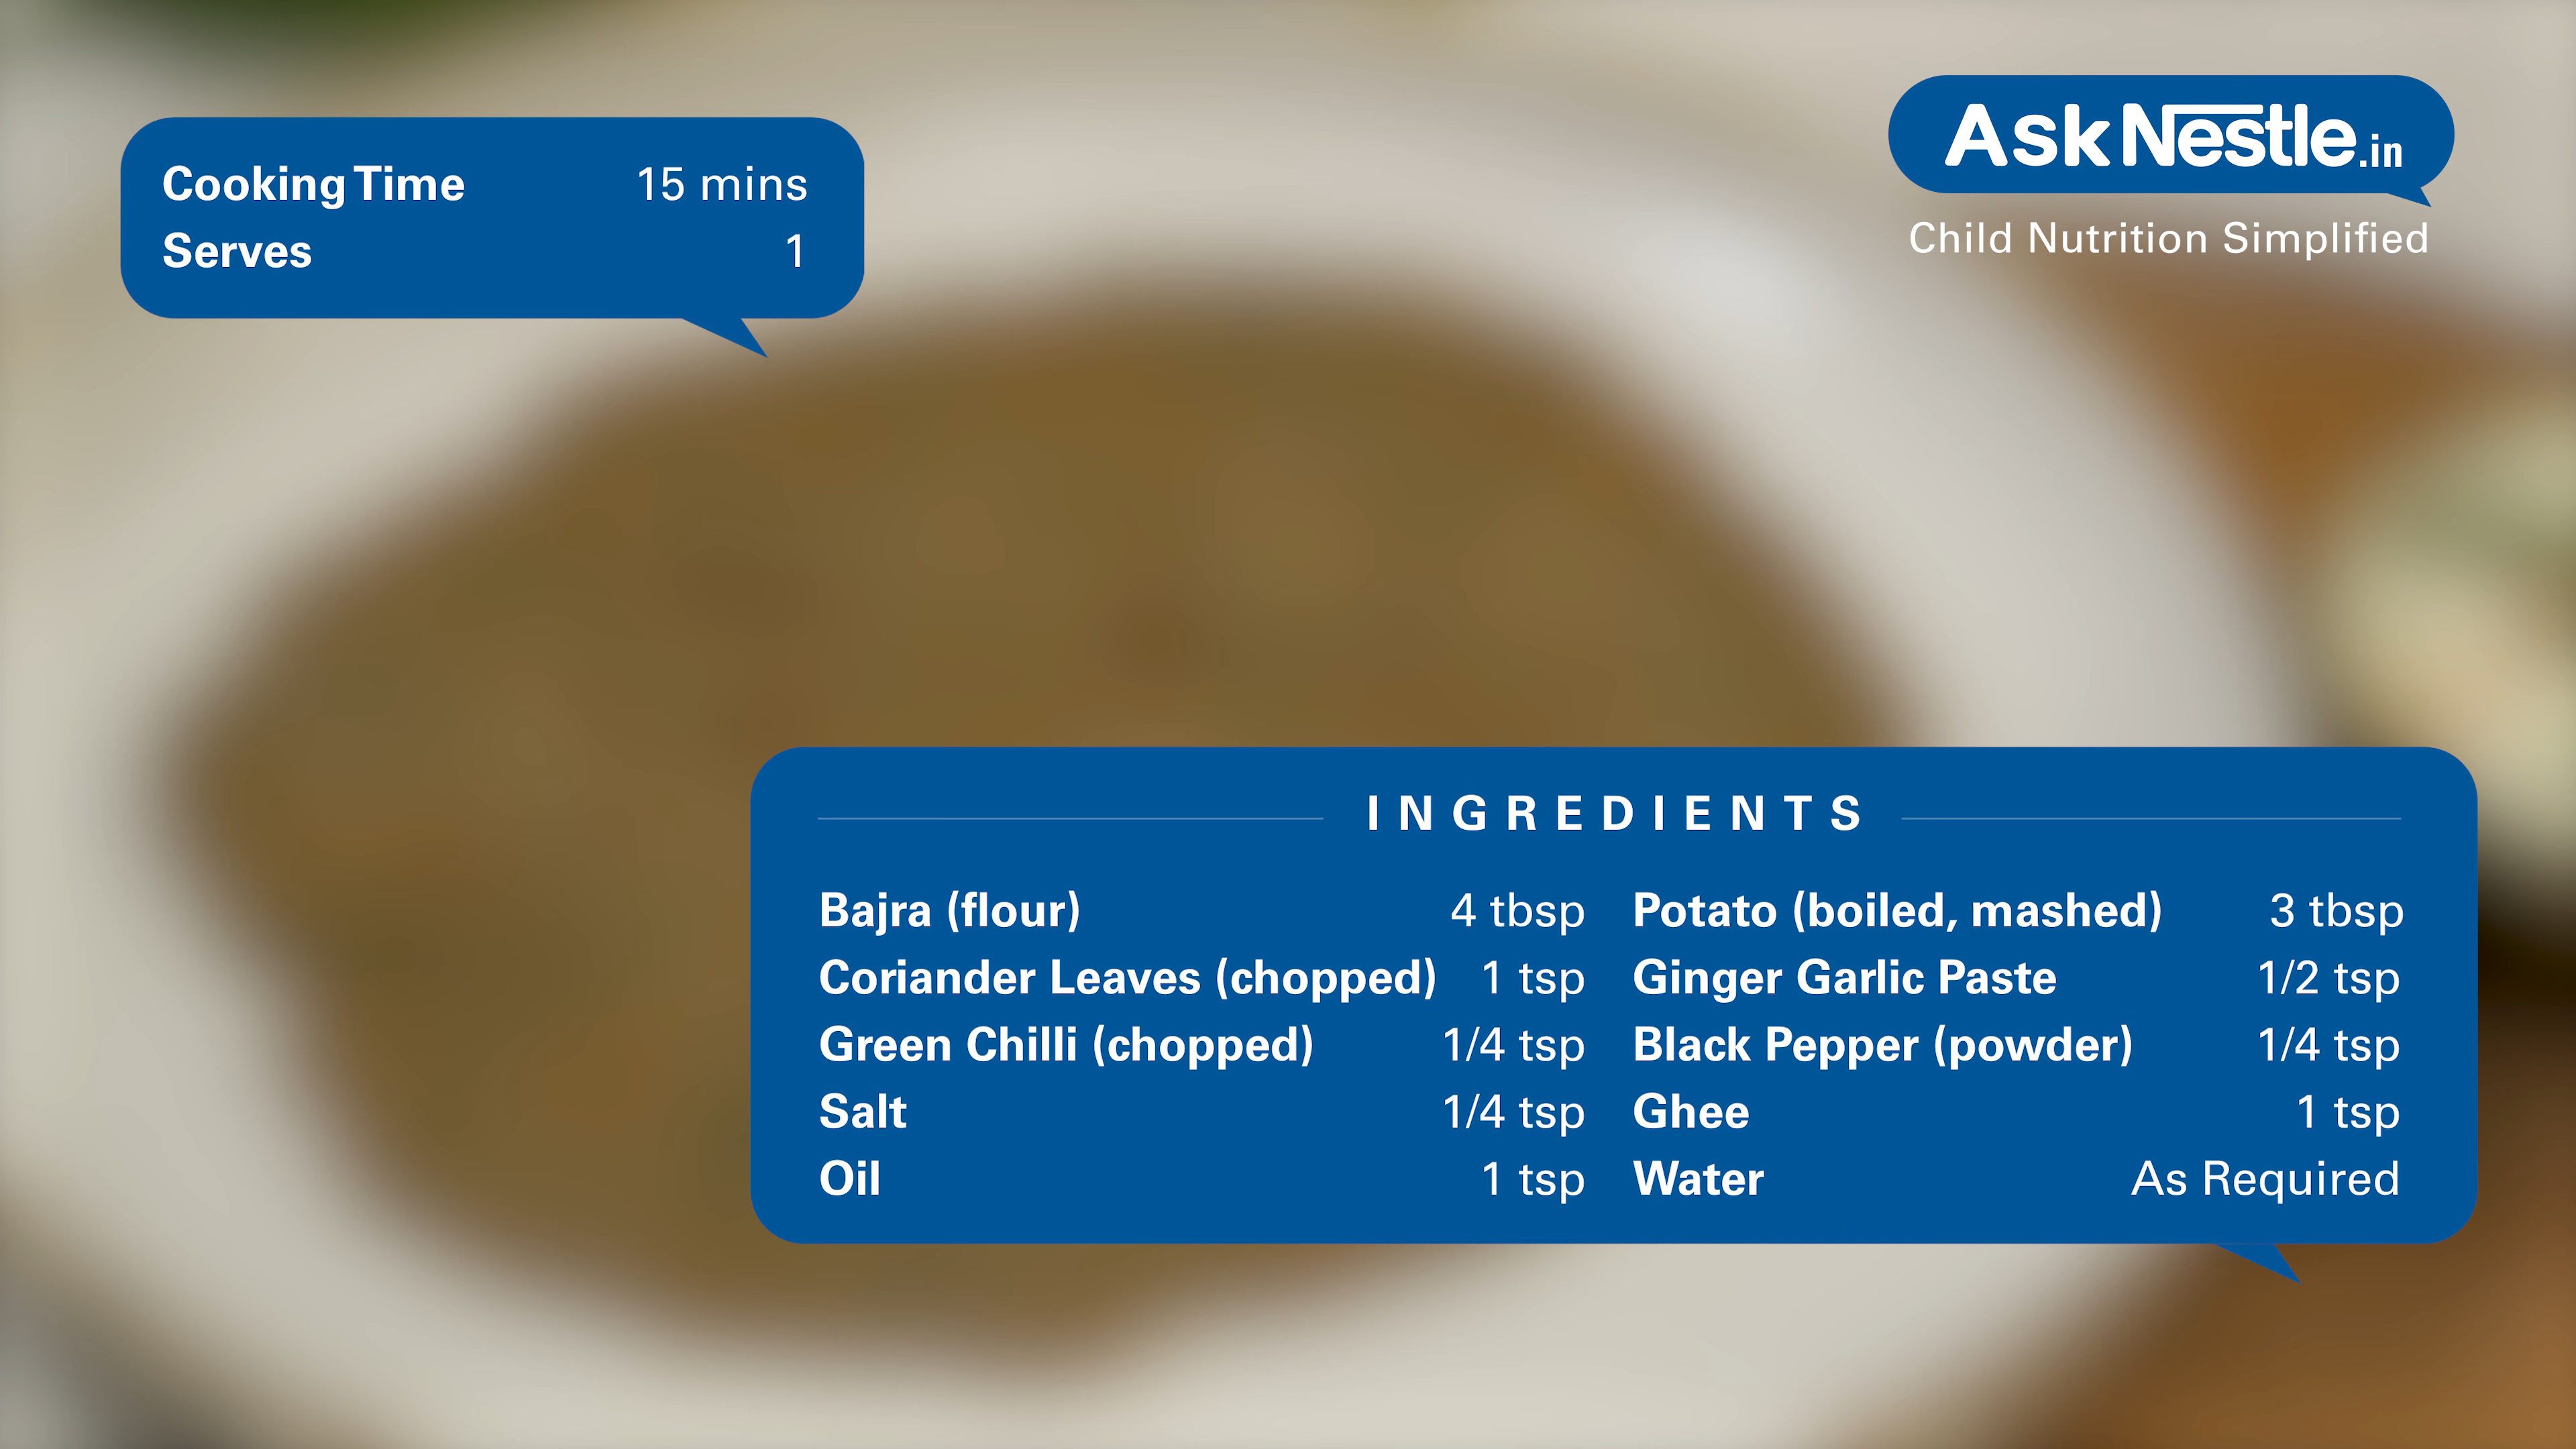 Cooking Time 15 mins
Serves 1
AskNestle.in
Child Nutrition Simplified
INGREDIENTS
Bajra (flour) 4 tbsp
Coriander Leaves (chopped) 1 tsp
Green Chilli (chopped) 1/4 tsp
Salt 1/4 tsp
Oil 1 tsp
Potato (boiled, mashed) 3 tbsp
Ginger Garlic Paste 1/2 tsp
Black Pepper (powder) 1/4 tsp
Ghee 1 tsp
Water As Required